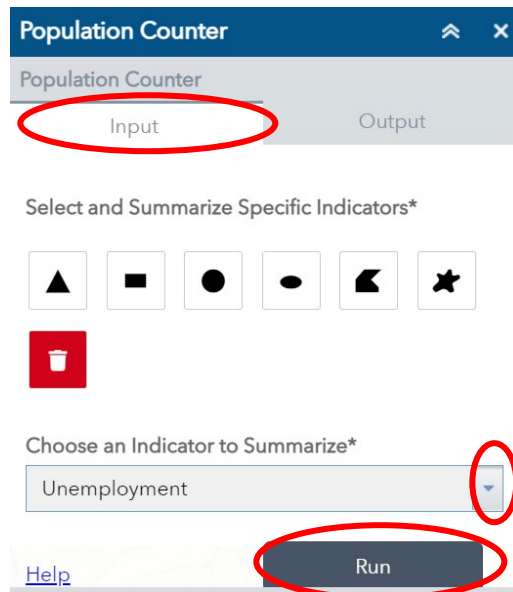 Population Counter
Population Counter
Input Output
Select and Summarize Specific Indicators*
Choose an Indicator to Summarize*
Unemployment
Help Run